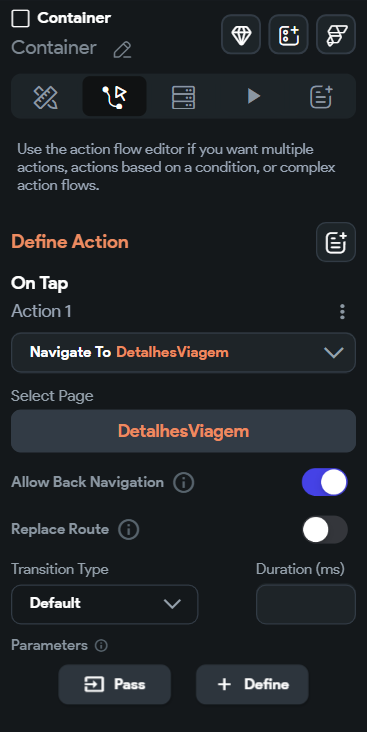 Container
Container
Use the action flow editor if you want multiple
actions, actions based on a condition, or complex
action flows.
Define Action
On Tap
Action 1
Navigate To DetalhesViagem
Select Page
DetalhesViagem
Allow Back Navigation
Replace Route
Transition Type Duration (ms)
Default
Parameters
Pass Define